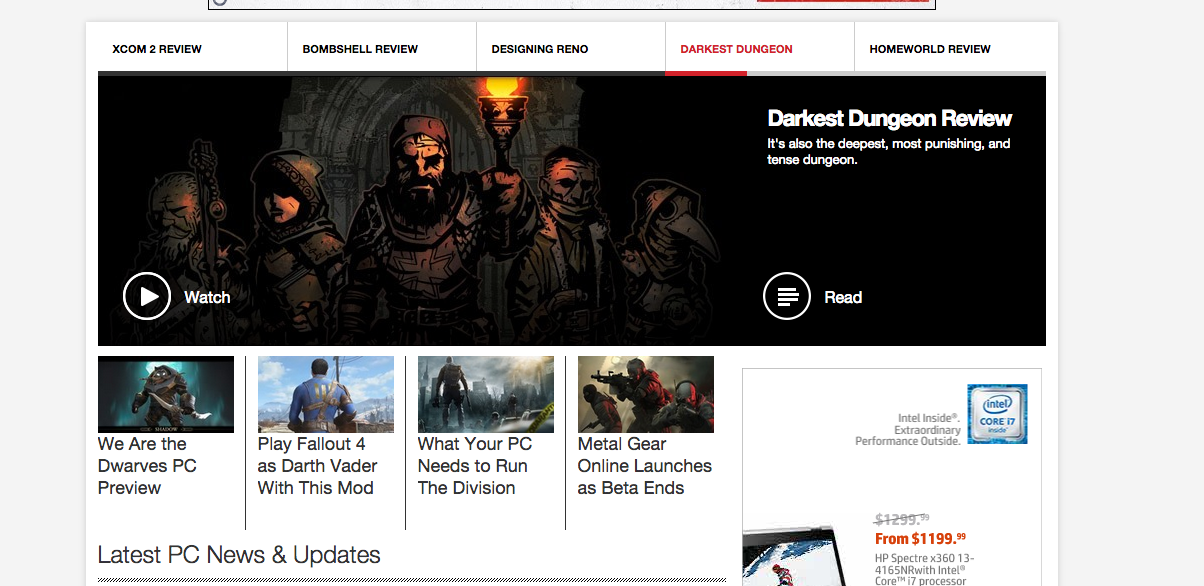 XCOM 2 REVIEW
BOMBSHELL REVIEW
DESIGNING RENO
DARKEST DUNGEON
HOMEWORLD REVIEW
Darkest Dungeon Review
It's also the deepest, most punishing, and
tense dungeon.
Watch
Read
SHADOW
We Are the
Dwarves PC
Preview
Play Fallout 4
as Darth Vader
With This Mod
What Your PC
Needs to Run
The Division
Metal Gear
Online Launches
as Beta Ends
Latest PC News & Updates
Intel Inside®.
Extraordinary
Performance Outside.
intel
CORE i7
inside™
$1299.99
From $1199.99
HP Spectre x360 13-
4165NRwith Intel®
Core™ i7 processor